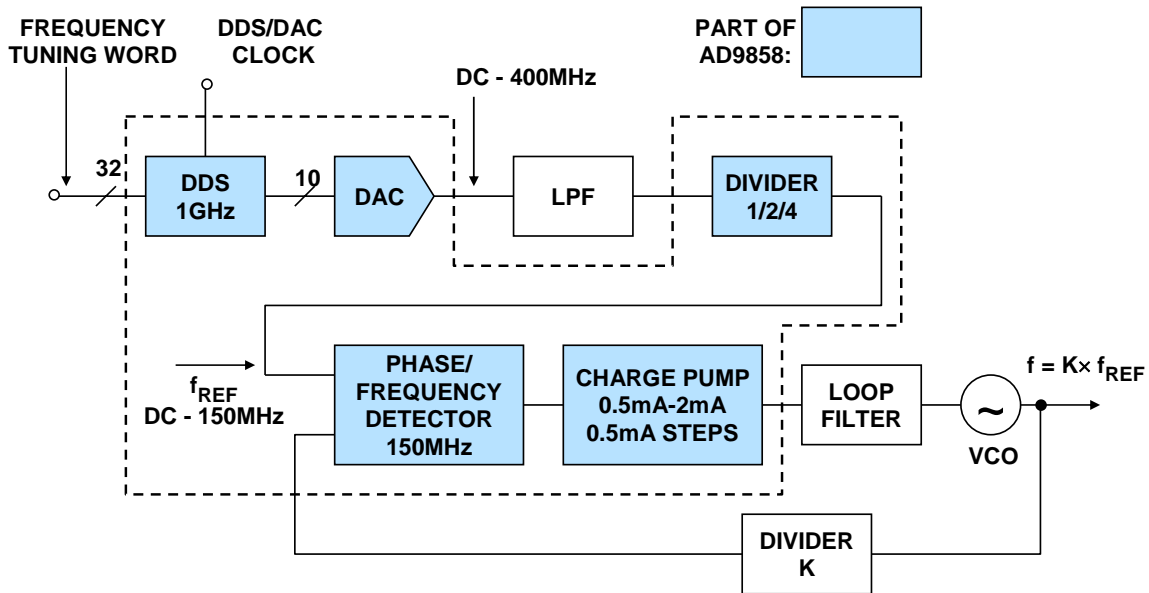 FREQUENCY
TUNING WORD
DDS/DAC
CLOCK
PART OF
AD9858:
DC - 400MHz
32
DDS
1GHz
10
DAC
LPF
DIVIDER
1/2/4
fREF
DC - 150MHz
PHASE/
FREQUENCY
DETECTOR
150MHz
CHARGE PUMP
0.5mA-2mA
0.5mA STEPS
LOOP
FILTER
~
VCO
f = K× fREF
DIVIDER
K